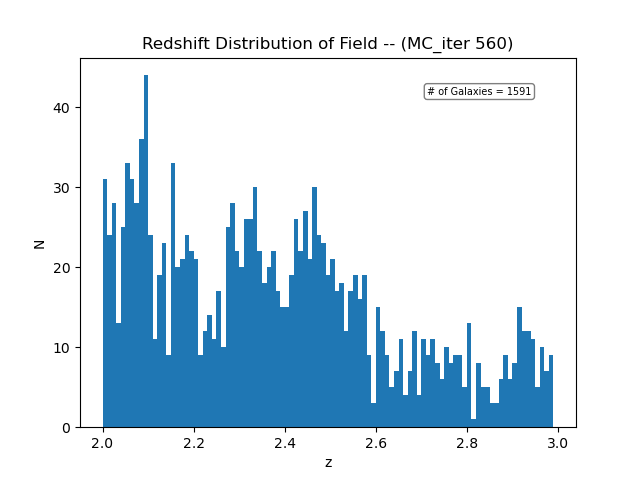 Redshift Distribution of Field -- (MC_iter 560)
# of Galaxies = 1591
40
30
20
10
0
N
2.0 2.2 2.4 2.6 2.8 3.0
z